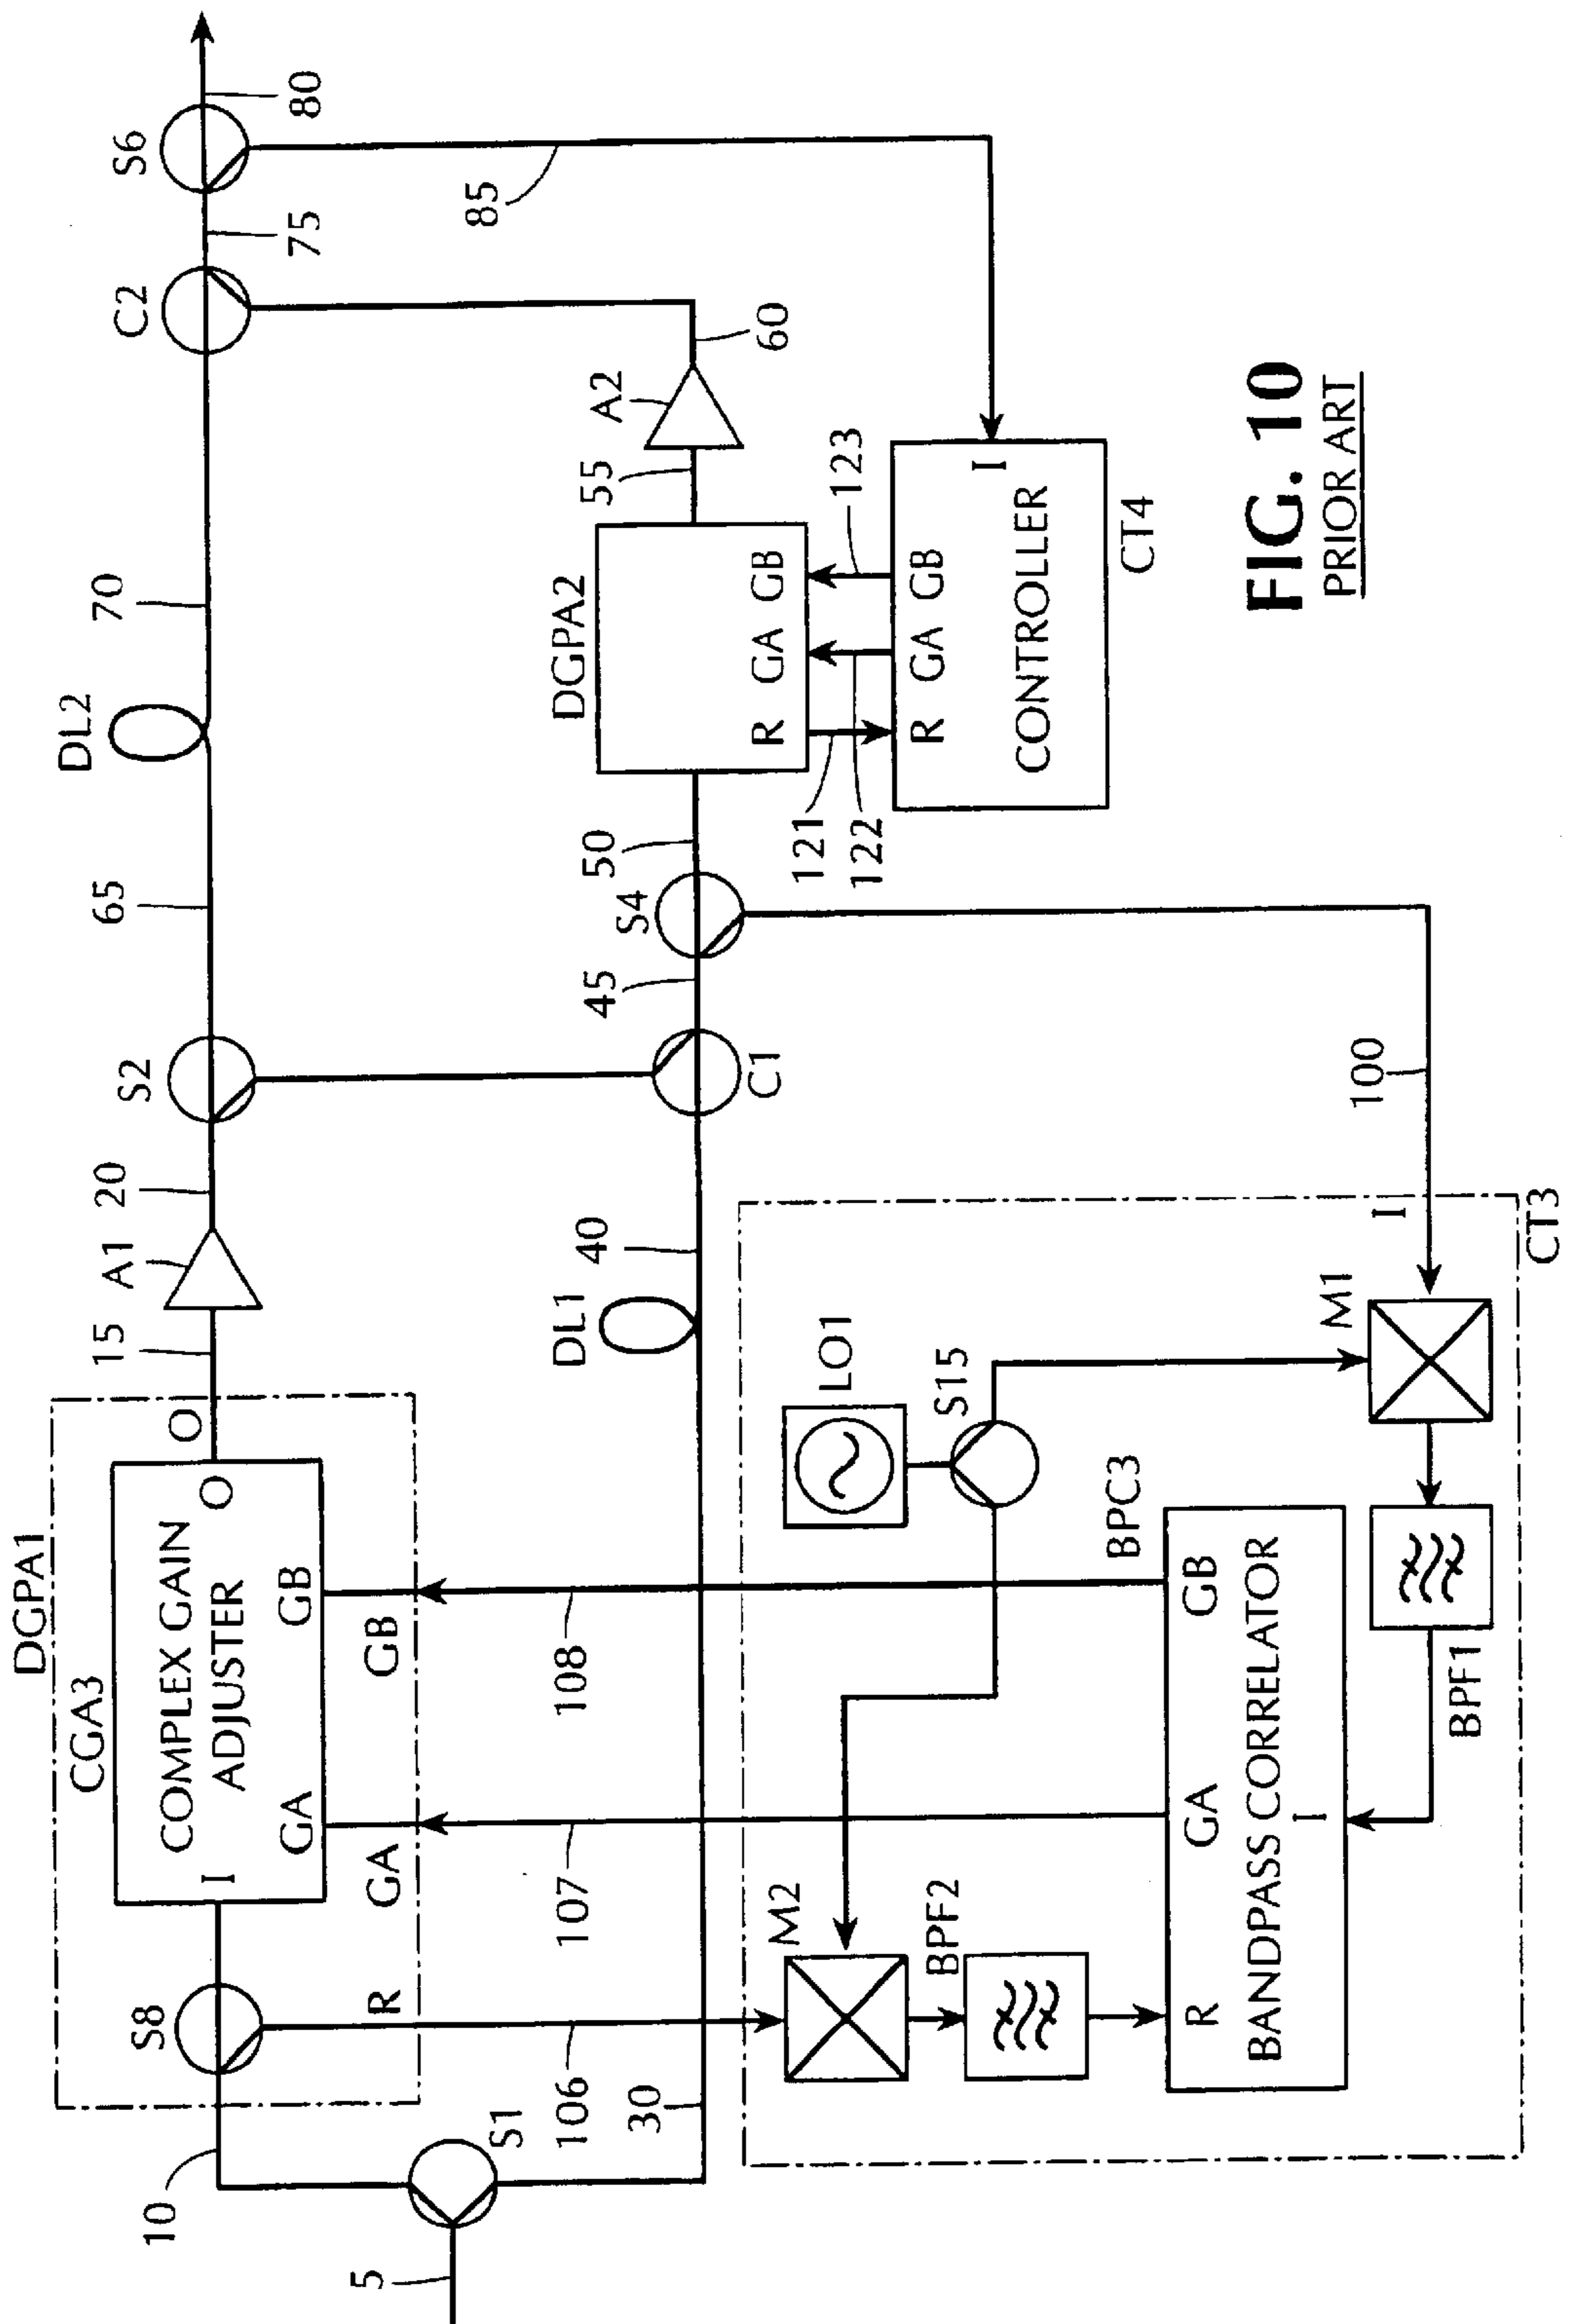 DGPA1
CGA3
COMPLEX GAIN
ADJUSTER
I
O
O
GA
GB
GA
GB
R
S8
10
5
S1
15
A1
20
S2
65
DL2
70
C2
75
S6
80
85
106
107
108
30
DL1
40
C1
45
S4
50
DGPA2
R GA GB
55
A2
60
121
122
123
R GA GB
I
CONTROLLER
CT4
100
LO1
S15
M2
BPF2
BPC3
R
GA
GB
BANDPASS CORRELATOR
I
BPF1
M1
I
CT3
FIG. 10
PRIOR ART